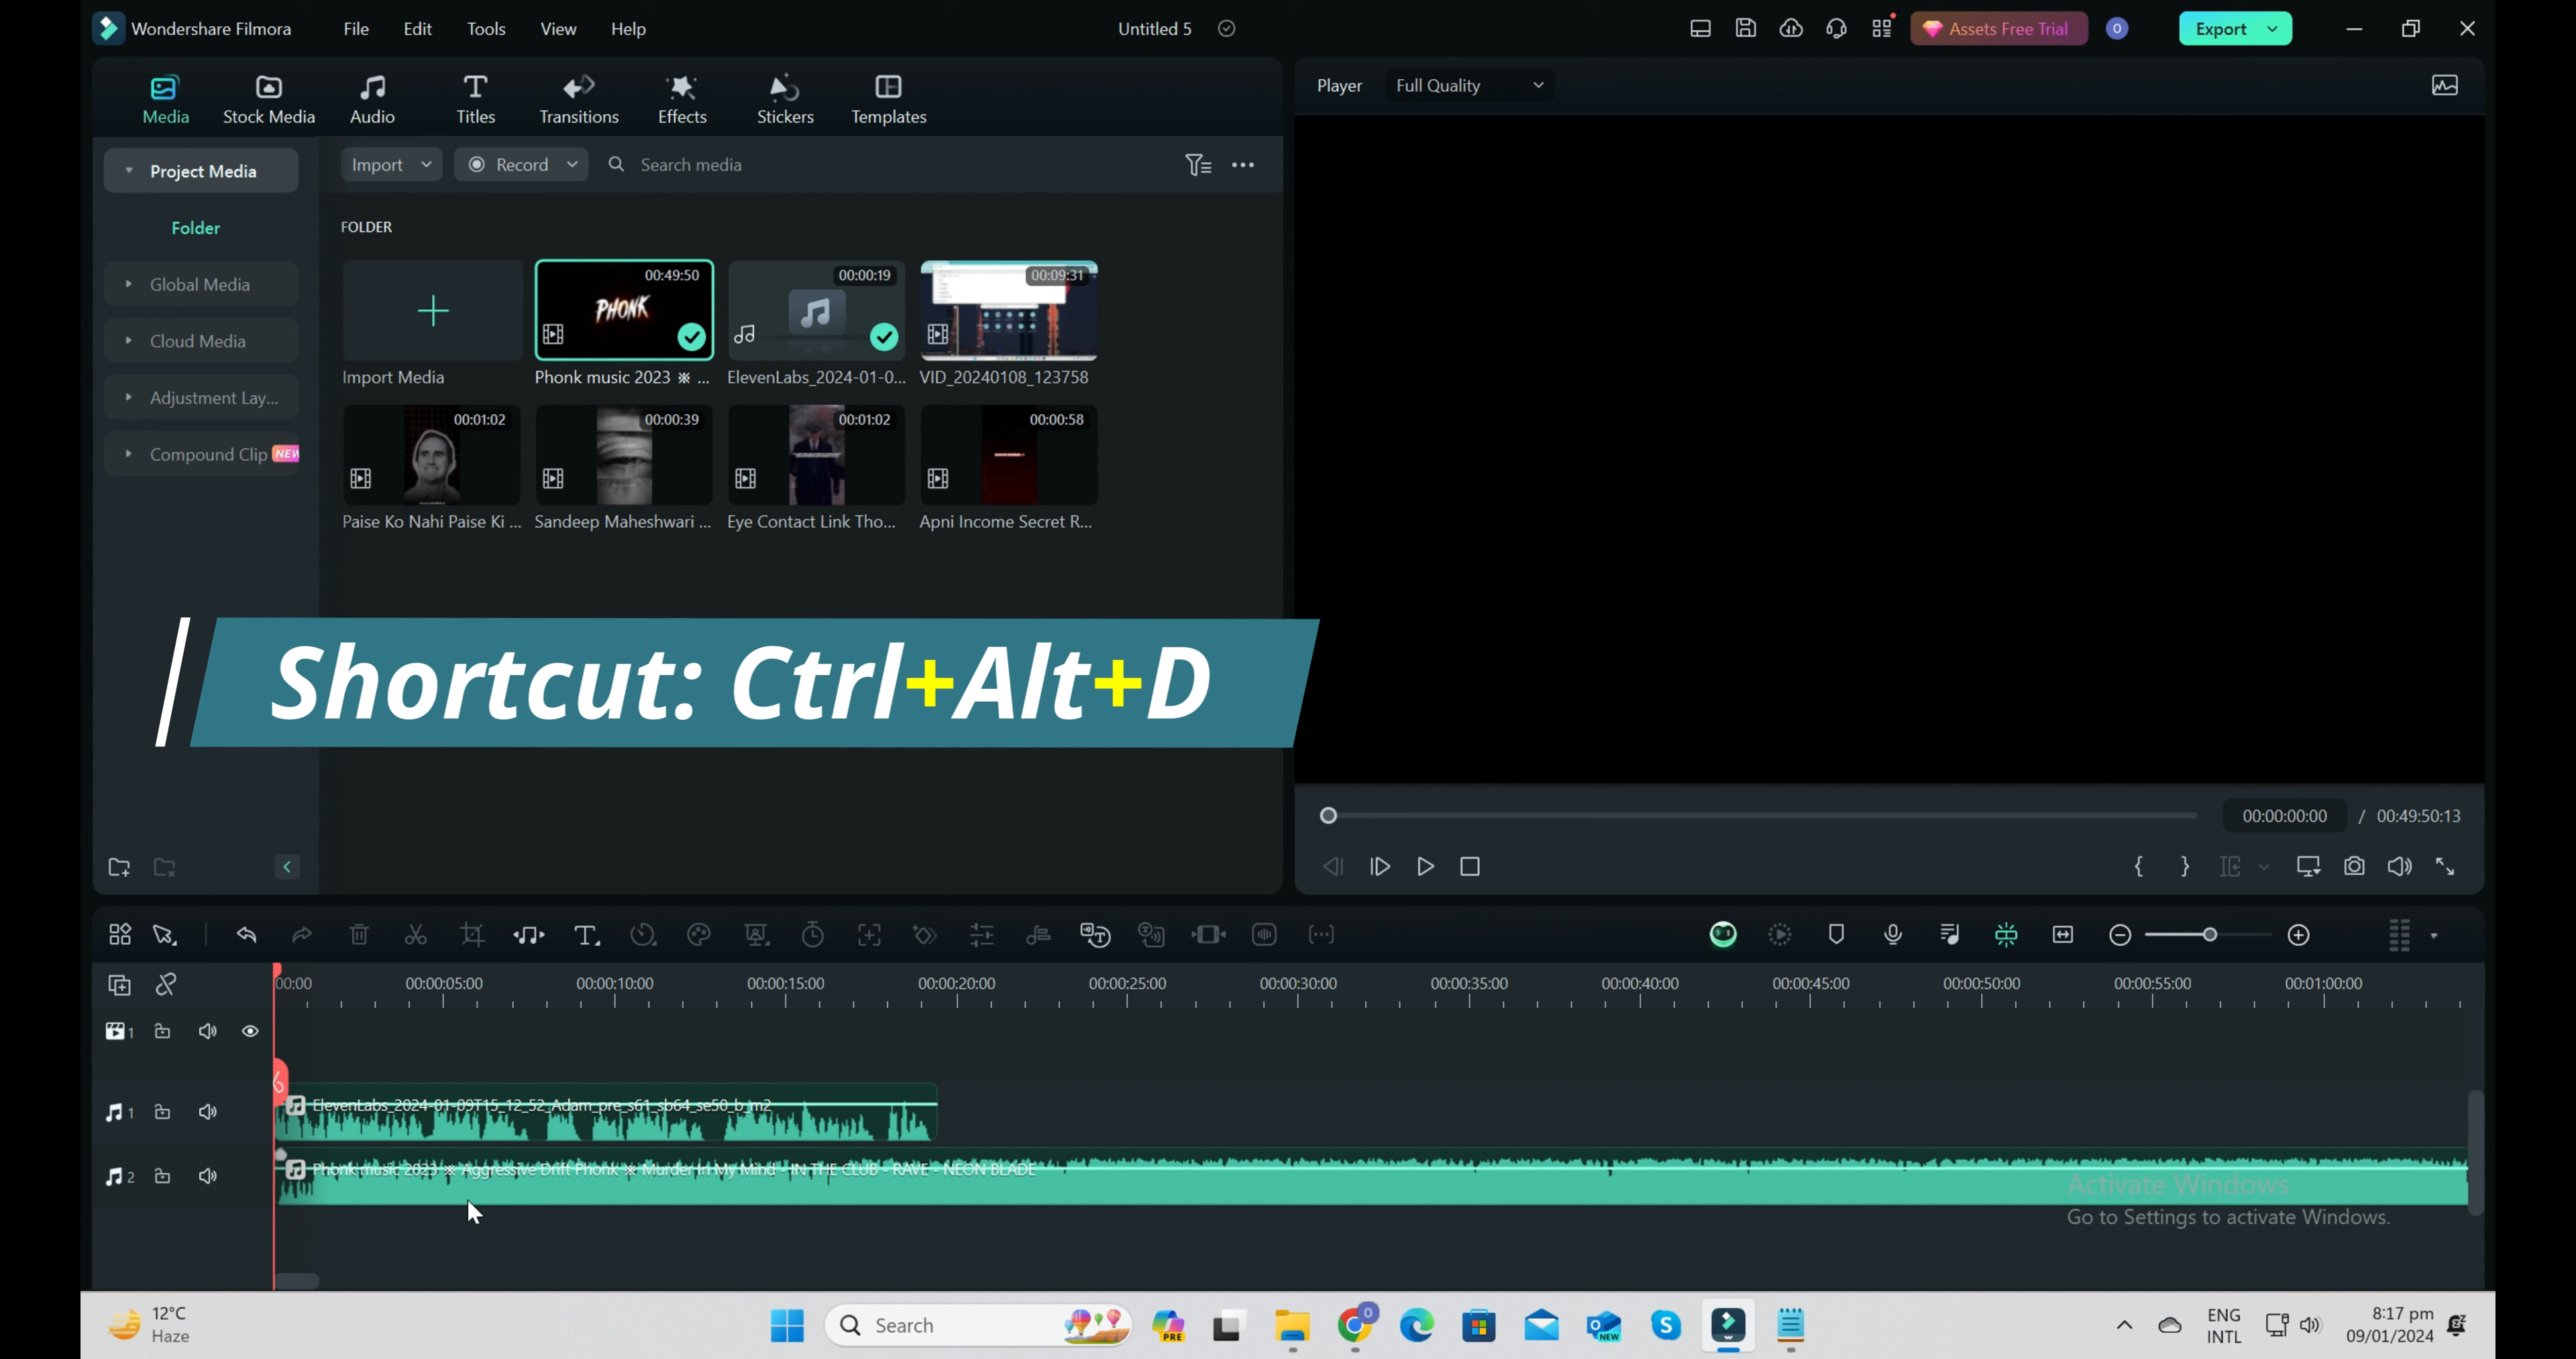 Wondershare Filmora File Edit Tools View Help
Untitled 5
Assets Free Trial
0
Export
Media Stock Media Audio Titles Transitions Effects Stickers Templates
Player Full Quality
Project Media
Import Record Search media
Folder
Global Media
Cloud Media
Adjustment Lay...
Compound Clip NEW
FOLDER
00:49:50 00:00:19 00:09:31
PHONK
Import Media Phonk music 2023 ※ ... ElevenLabs_2024-01-0... VID_20240108_123758
00:01:02 00:00:39 00:01:02 00:00:58
Paise Ko Nahi Paise Ki ... Sandeep Maheshwari ... Eye Contact Link Tho... Apni Income Secret R...
Shortcut: Ctrl+Alt+D
00:00:00:00 / 00:49:50:13
00:00 00:00:05:00 00:00:10:00 00:00:15:00 00:00:20:00 00:00:25:00 00:00:30:00 00:00:35:00 00:00:40:00 00:00:45:00 00:00:50:00 00:00:55:00 00:01:00:00
1
1 ElevenLabs_2024-01-09T15_12_52_Adam_pre_s61_sb64_se50_b_m2
2 Phonk music 2023 ※ Aggressive Drift Phonk ※ Murder In My Mind - IN THE CLUB - RAVE - NEON BLADE
Activate Windows
Go to Settings to activate Windows.
12°C
Haze
Search
PRE
0
NEW
ENG
INTL
8:17 pm
09/01/2024